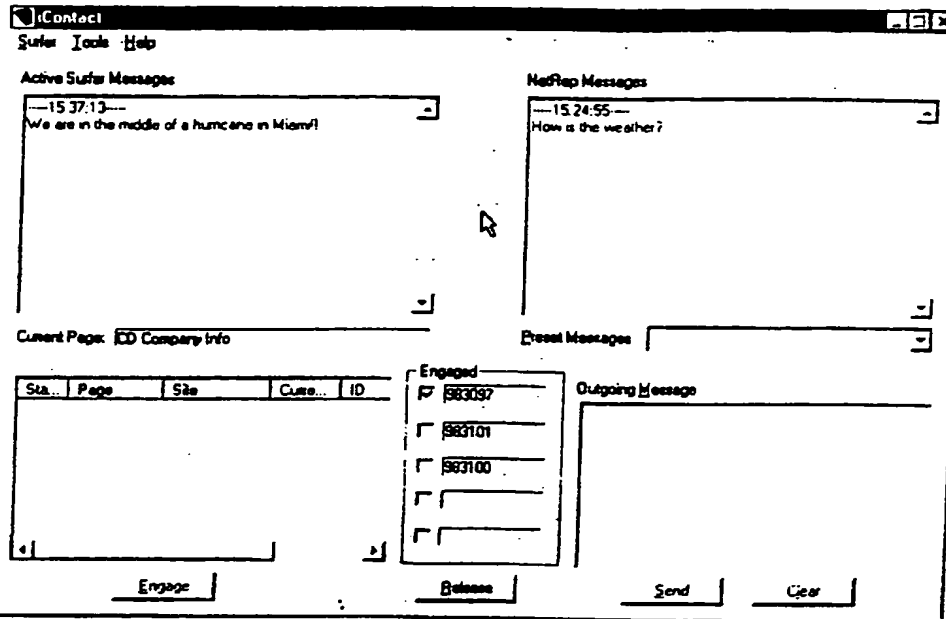 iContact
Surfer Tools Help
Active Surfer Messages
----15:37:13----
We are in the middle of a hurricane in Miami!
NetRep Messages
----15:24:55----
How is the weather?
Current Page: ICD Company Info
Preset Messages
Sta... Page Site Custo... ID
Engaged
983097
983101
983100
Outgoing Message
Engage
Release
Send
Clear